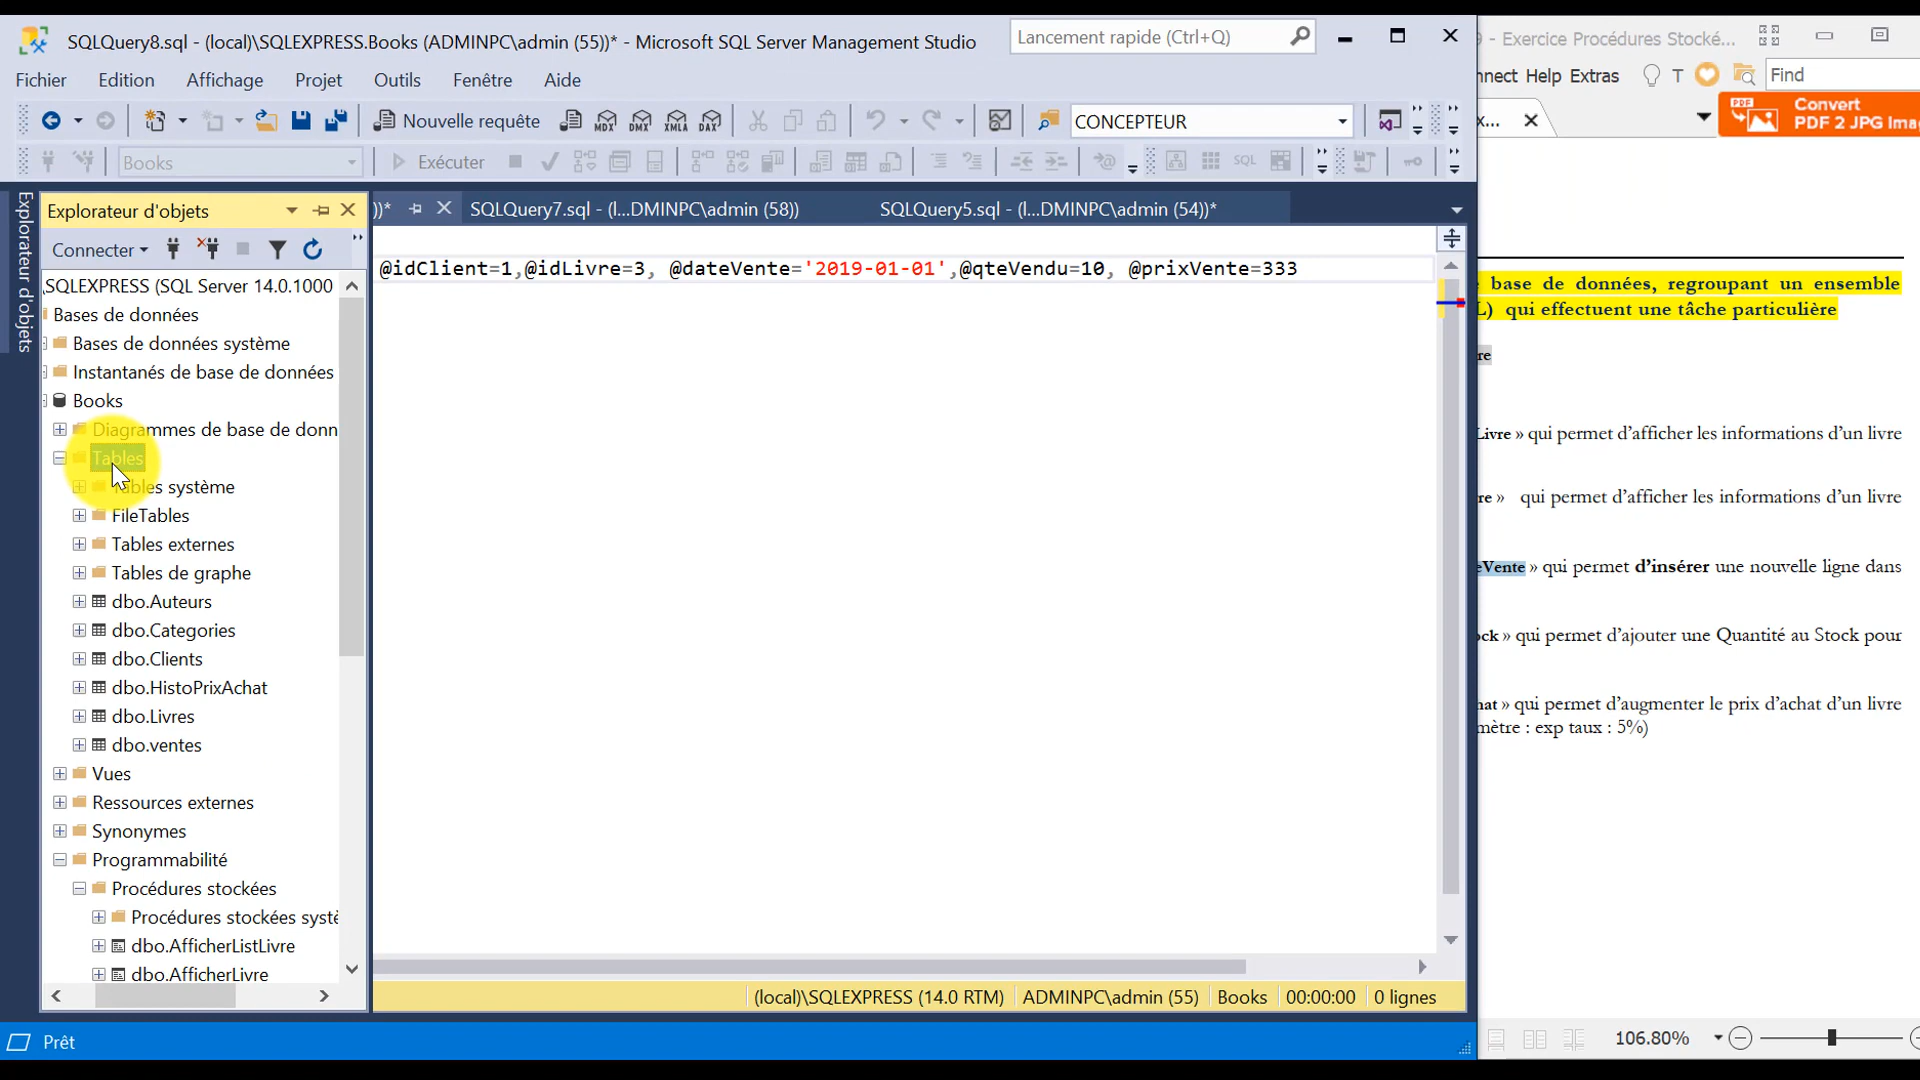 SQLQuery8.sql - (local)\SQLEXPRESS.Books (ADMINPC\admin (55))* - Microsoft SQL Server Management Studio
Lancement rapide (Ctrl+Q)
Fichier Edition Affichage Projet Outils Fenêtre Aide
Nouvelle requête MDX DMX XMLA DAX CONCEPTEUR
Books Exécuter SQL
Explorateur d'objets
Explorateur d'objets
))* SQLQuery7.sql - (l...DMINPC\admin (58)) SQLQuery5.sql - (l...DMINPC\admin (54))*
Connecter
@idClient=1,@idLivre=3, @dateVente='2019-01-01',@qteVendu=10, @prixVente=333
\SQLEXPRESS (SQL Server 14.0.1000
Bases de données
Bases de données système
Instantanés de base de données
Books
Diagrammes de base de donn
Tables
Tables système
FileTables
Tables externes
Tables de graphe
dbo.Auteurs
dbo.Categories
dbo.Clients
dbo.HistoPrixAchat
dbo.Livres
dbo.ventes
Vues
Ressources externes
Synonymes
Programmabilité
Procédures stockées
Procédures stockées systè
dbo.AfficherListLivre
dbo.AfficherLivre
(local)\SQLEXPRESS (14.0 RTM) ADMINPC\admin (55) Books 00:00:00 0 lignes
Prêt
9 - Exercice Procédures Stocké...
nnect Help Extras T Find
x... PDF Convert
PDF 2 JPG Ima
e base de données, regroupant un ensemble
L) qui effectuent une tâche particulière
re
Livre » qui permet d'afficher les informations d'un livre
re » qui permet d'afficher les informations d'un livre
eVente » qui permet d'insérer une nouvelle ligne dans
ock » qui permet d'ajouter une Quantité au Stock pour
hat » qui permet d'augmenter le prix d'achat d'un livre
mètre : exp taux : 5%)
106.80%